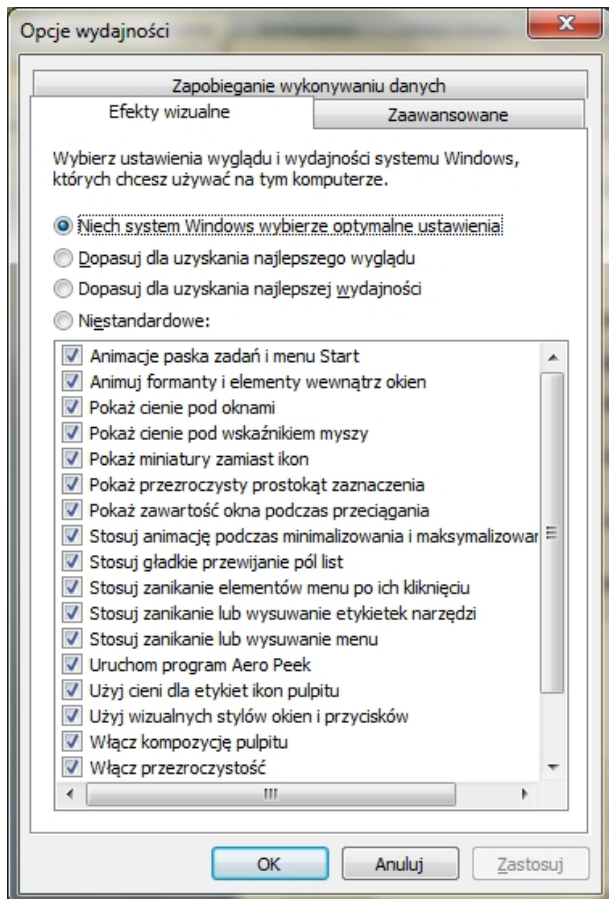 Opcje wydajności
Zapobieganie wykonywaniu danych
Efekty wizualne
Zaawansowane
Wybierz ustawienia wyglądu i wydajności systemu Windows,
których chcesz używać na tym komputerze.
Niech system Windows wybierze optymalne ustawienia
Dopasuj dla uzyskania najlepszego wyglądu
Dopasuj dla uzyskania najlepszej wydajności
Niestandardowe:
Animacje paska zadań i menu Start
Animuj formanty i elementy wewnątrz okien
Pokaż cienie pod oknami
Pokaż cienie pod wskaźnikiem myszy
Pokaż miniatury zamiast ikon
Pokaż przezroczysty prostokąt zaznaczenia
Pokaż zawartość okna podczas przeciągania
Stosuj animację podczas minimalizowania i maksymalizowar
Stosuj gładkie przewijanie pól list
Stosuj zanikanie elementów menu po ich kliknięciu
Stosuj zanikanie lub wysuwanie etykietek narzędzi
Stosuj zanikanie lub wysuwanie menu
Uruchom program Aero Peek
Użyj cieni dla etykiet ikon pulpitu
Użyj wizualnych stylów okien i przycisków
Włącz kompozycję pulpitu
Włącz przezroczystość
OK
Anuluj
Zastosuj